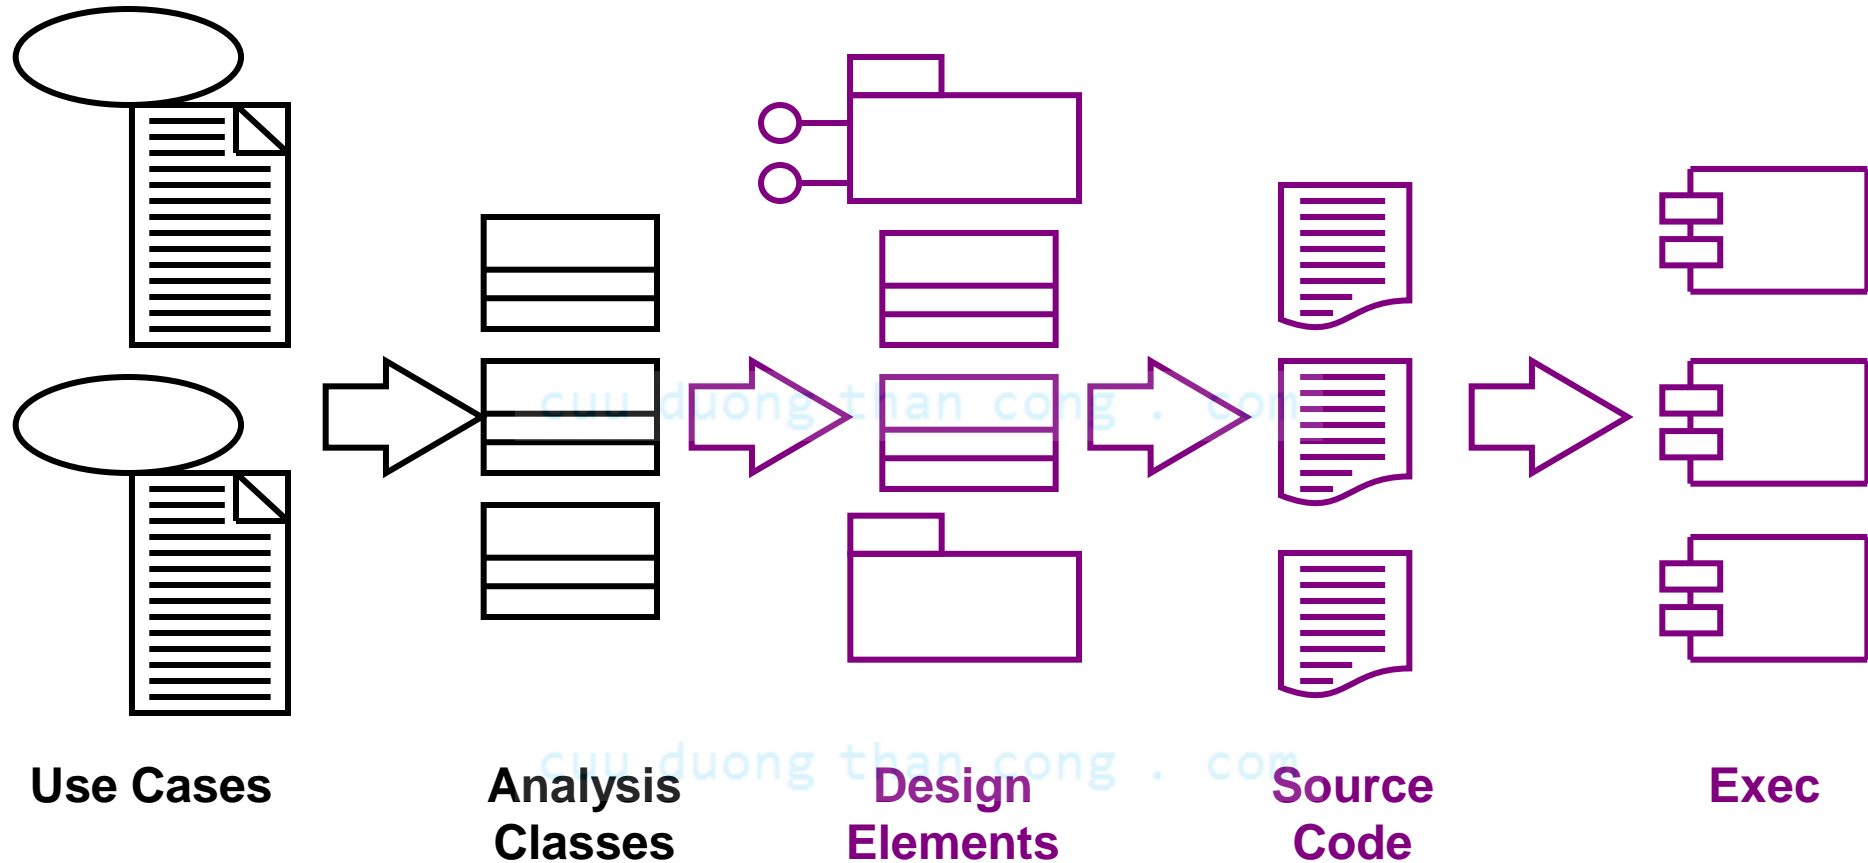 cuu duong than cong . com
cuu duong than cong . com
Use Cases
Analysis
Classes
Design
Elements
Source
Code
Exec